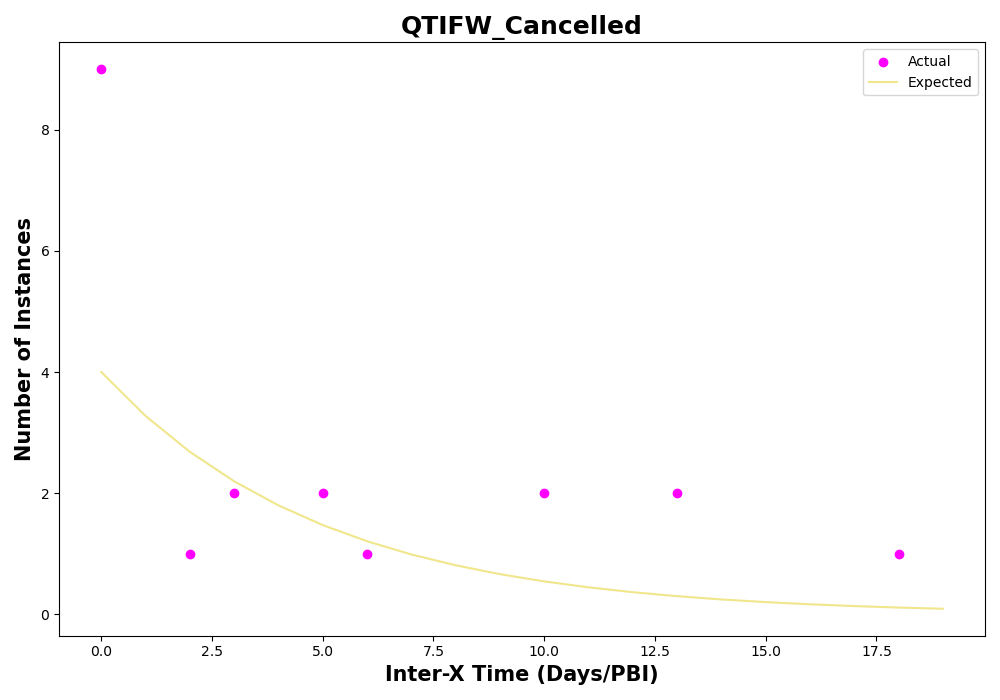 QTIFW_Cancelled
Actual
Expected
Number of Instances
8
6
4
2
0
0.0 2.5 5.0 7.5 10.0 12.5 15.0 17.5
Inter-X Time (Days/PBI)